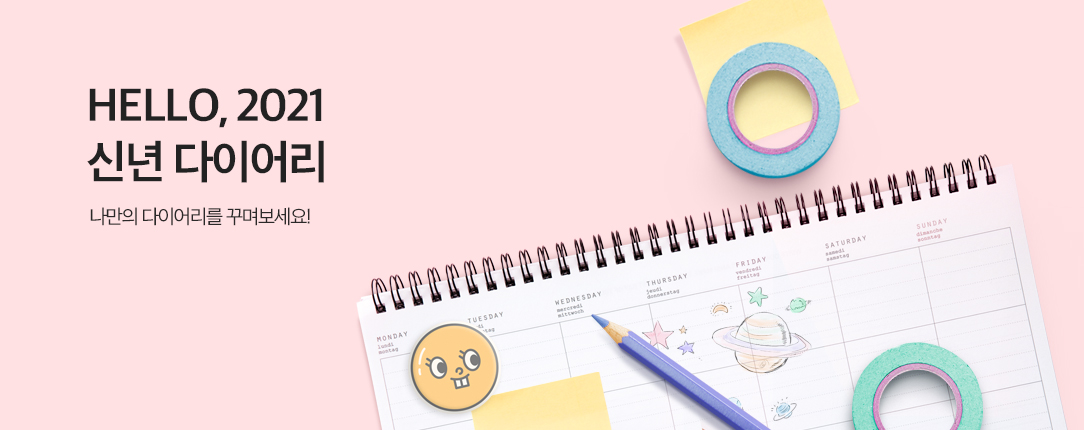 HELLO, 2021
신년 다이어리
나만의 다이어리를 꾸며보세요!
MONDAY
lundi
montag
TUESDAY
di
WEDNESDAY
mercredi
mittwoch
THURSDAY
jeudi
donnerstag
FRIDAY
vendredi
freitag
SATURDAY
samedi
samstag
SUNDAY
dimanche
sonntag